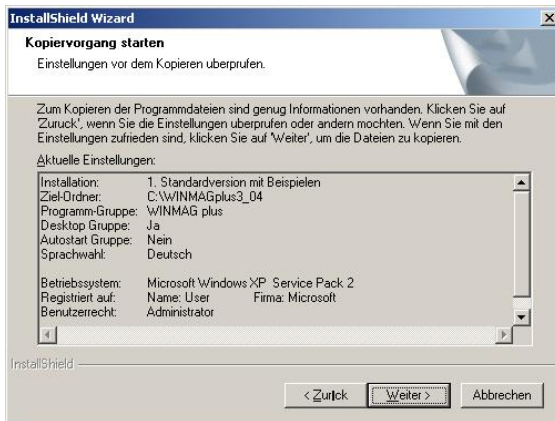 InstallShield Wizard
Kopiervorgang starten
Einstellungen vor dem Kopieren uberprufen.
Zum Kopieren der Programmdateien sind genug Informationen vorhanden. Klicken Sie auf
'Zuruck', wenn Sie die Einstellungen uberprufen oder andern mochten. Wenn Sie mit den
Einstellungen zufrieden sind, klicken Sie auf 'Weiter', um die Dateien zu kopieren.
Aktuelle Einstellungen:
Installation: 1. Standardversion mit Beispielen
Ziel-Ordner: C:\WINMAGplus3_04
Programm-Gruppe: WINMAG plus
Desktop Gruppe: Ja
Autostart Gruppe: Nein
Sprachwahl: Deutsch
Betriebssystem: Microsoft Windows XP Service Pack 2
Registriert auf: Name: User Firma: Microsoft
Benutzerrecht: Administrator
InstallShield
< Zurück Weiter > Abbrechen